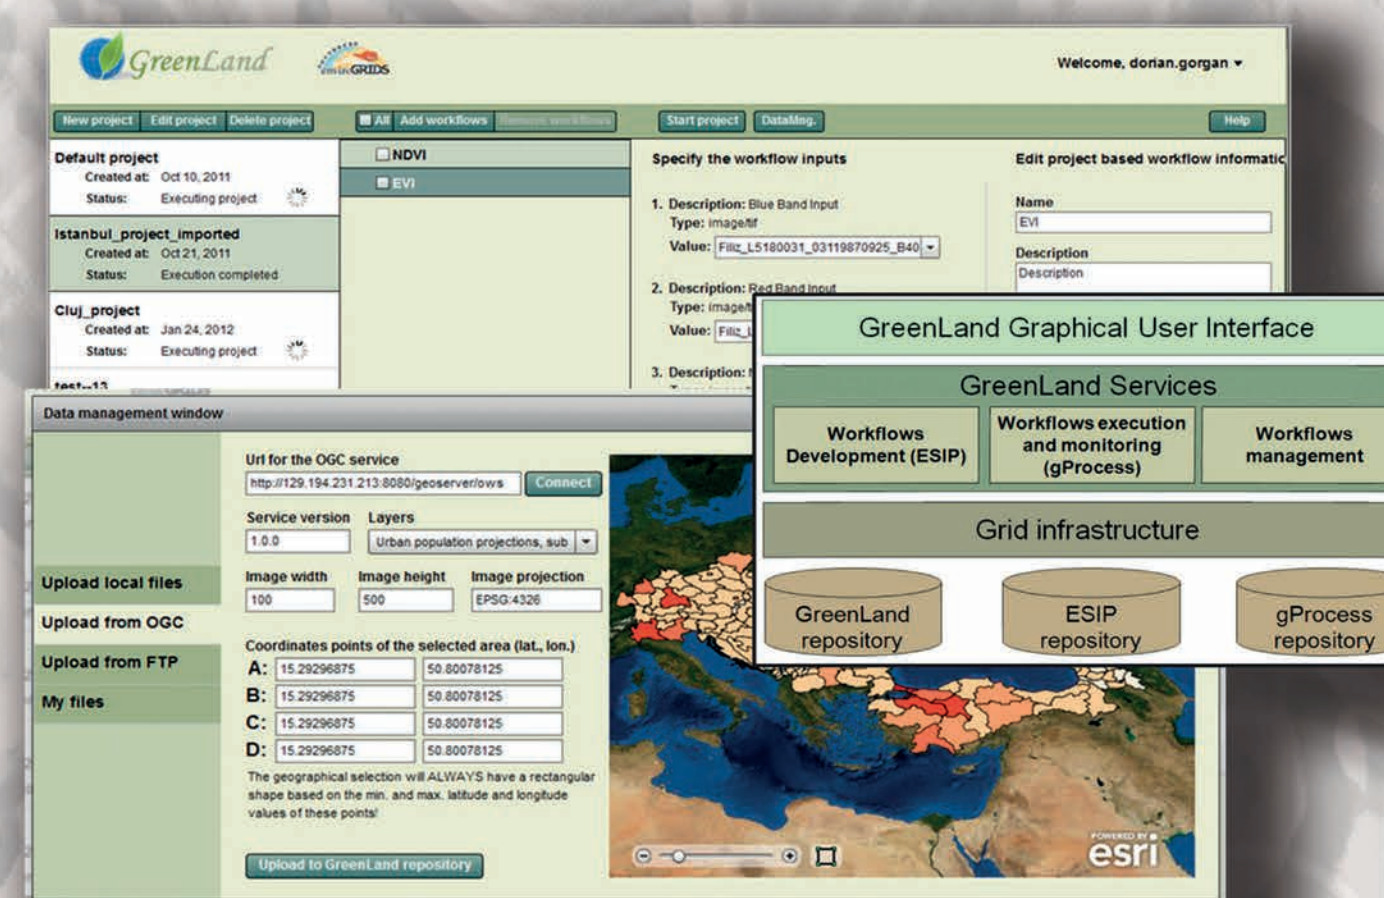 GreenLand
enviroGRIDS
Welcome, dorian.gorgan
New project Edit project Delete project
All Add workflows Remove workflows
Start project DataMng.
Help
Default project
Created at: Oct 10, 2011
Status: Executing project
Istanbul_project_imported
Created at: Oct 21, 2011
Status: Execution completed
Cluj_project
Created at: Jan 24, 2012
Status: Executing project
test--13
NDVI
EVI
Specify the workflow inputs
1. Description: Blue Band Input
Type: image/tif
Value: Filiz_L5180031_03119870925_B40
2. Description: Red Band Input
Type: image/t
Value: Filiz_L
3. Description:
Edit project based workflow informatio
Name
EVI
Description
Description
GreenLand Graphical User Interface
GreenLand Services
Workflows
Development (ESIP)
Workflows execution
and monitoring
(gProcess)
Workflows
management
Grid infrastructure
GreenLand
repository
ESIP
repository
gProcess
repository
Data management window
Upload local files
Upload from OGC
Upload from FTP
My files
Url for the OGC service
http://129.194.231.213:8080/geoserver/ows Connect
Service version Layers
1.0.0 Urban population projections, sub
Image width Image height Image projection
100 500 EPSG:4326
Coordinates points of the selected area (lat., lon.)
A: 15.29296875 50.80078125
B: 15.29296875 50.80078125
C: 15.29296875 50.80078125
D: 15.29296875 50.80078125
The geographical selection will ALWAYS have a rectangular
shape based on the min. and max. latitude and longitude
values of these points!
Upload to GreenLand repository
POWERED BY
esri